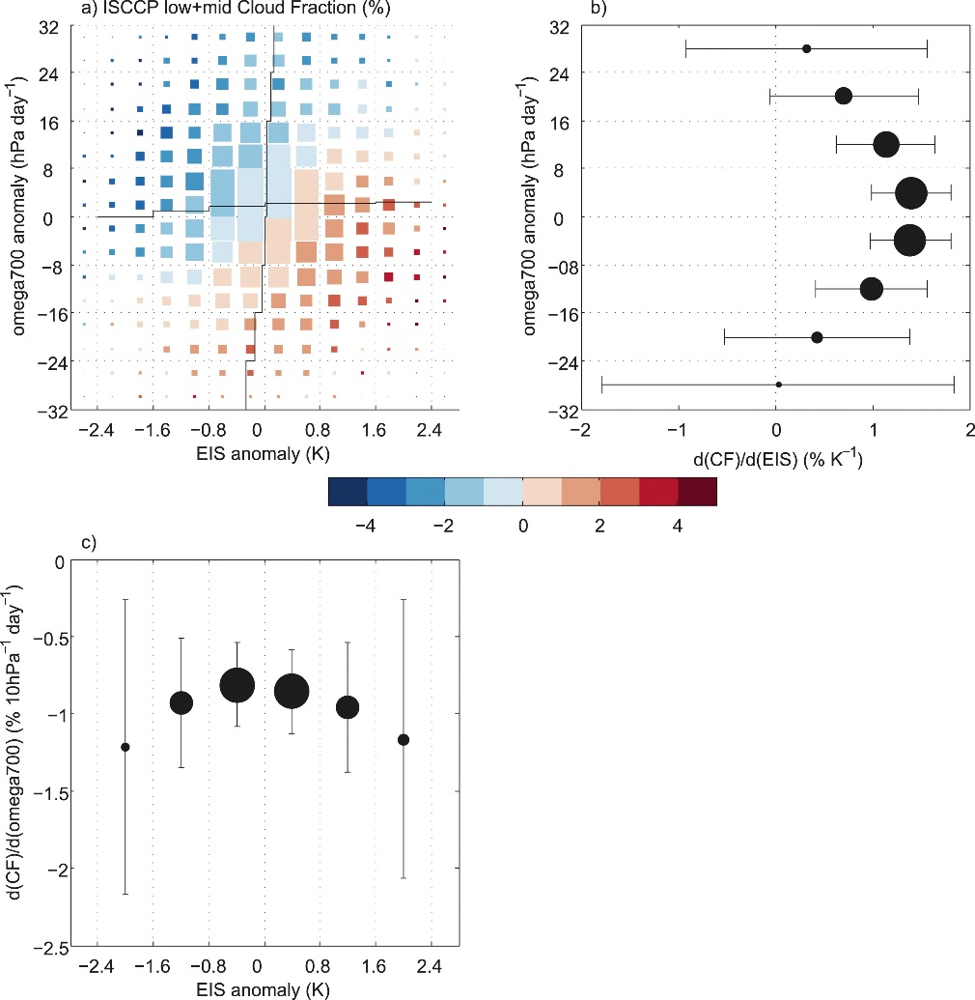 a) ISCCP low+mid Cloud Fraction (%)
32
24
16
8
0
−8
−16
−24
−32
omega700 anomaly (hPa day⁻¹)
−2.4 −1.6 −0.8 0 0.8 1.6 2.4
EIS anomaly (K)
b)
32
24
16
8
0
−08
−16
−24
−32
omega700 anomaly (hPa day⁻¹)
−2 −1 0 1 2
d(CF)/d(EIS) (% K⁻¹)
−4 −2 0 2 4
c)
0
−0.5
−1
−1.5
−2
−2.5
d(CF)/d(omega700) (% 10hPa⁻¹ day⁻¹)
−2.4 −1.6 −0.8 0 0.8 1.6 2.4
EIS anomaly (K)